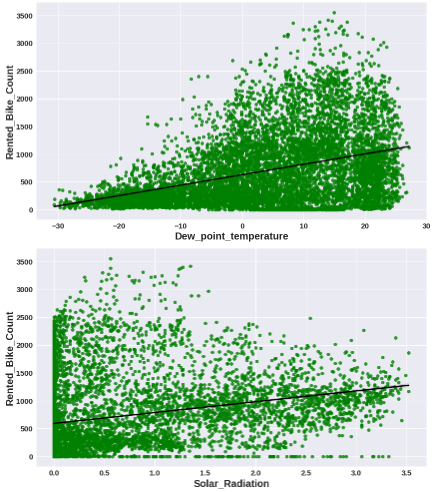 3500
3000
2500
2000
1500
1000
500
0
Rented_Bike_Count
−30 −20 −10 0 10 20 30
Dew_point_temperature
3500
3000
2500
2000
1500
1000
500
0
Rented_Bike_Count
0.0 0.5 1.0 1.5 2.0 2.5 3.0 3.5
Solar_Radiation